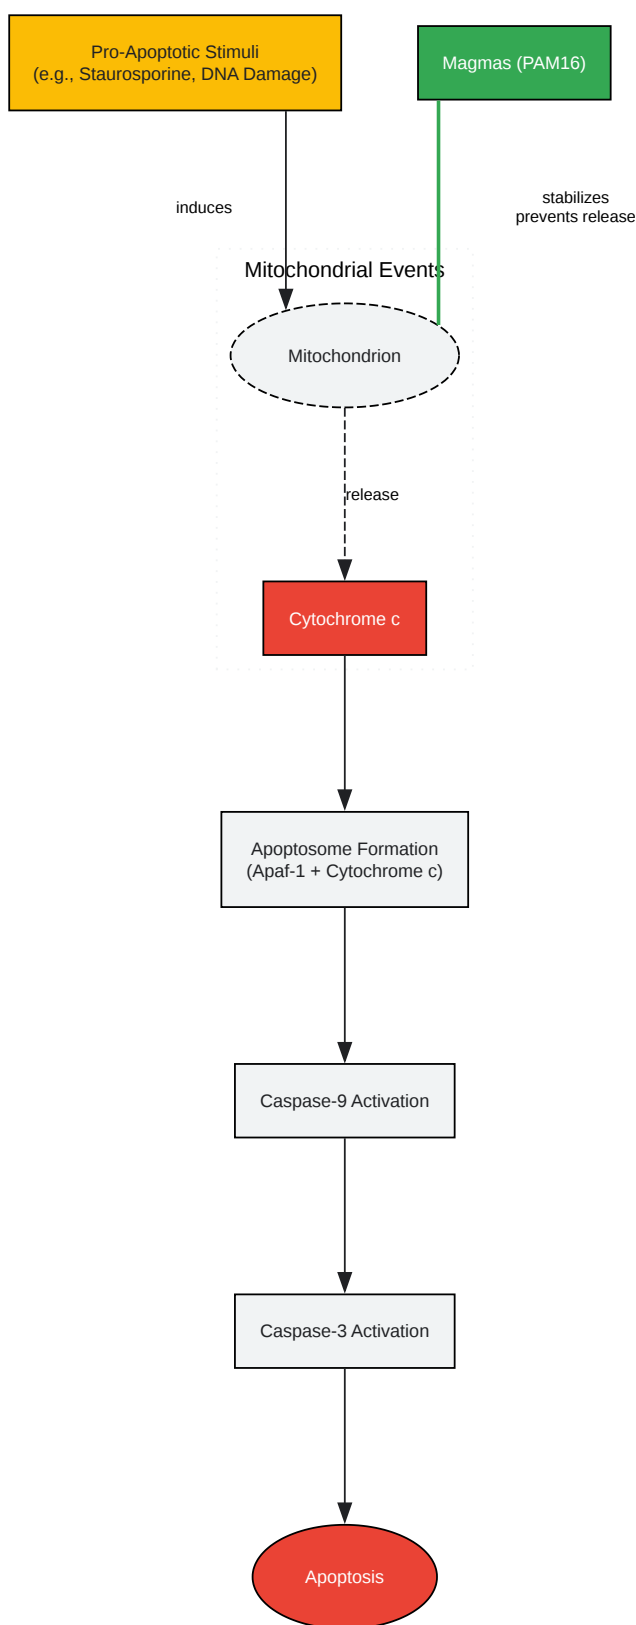 Pro-Apoptotic Stimuli
(e.g., Staurosporine, DNA Damage)
Magmas (PAM16)
induces
stabilizes
prevents release
Mitochondrial Events
Mitochondrion
release
Cytochrome c
Apoptosome Formation
(Apaf-1 + Cytochrome c)
Caspase-9 Activation
Caspase-3 Activation
Apoptosis